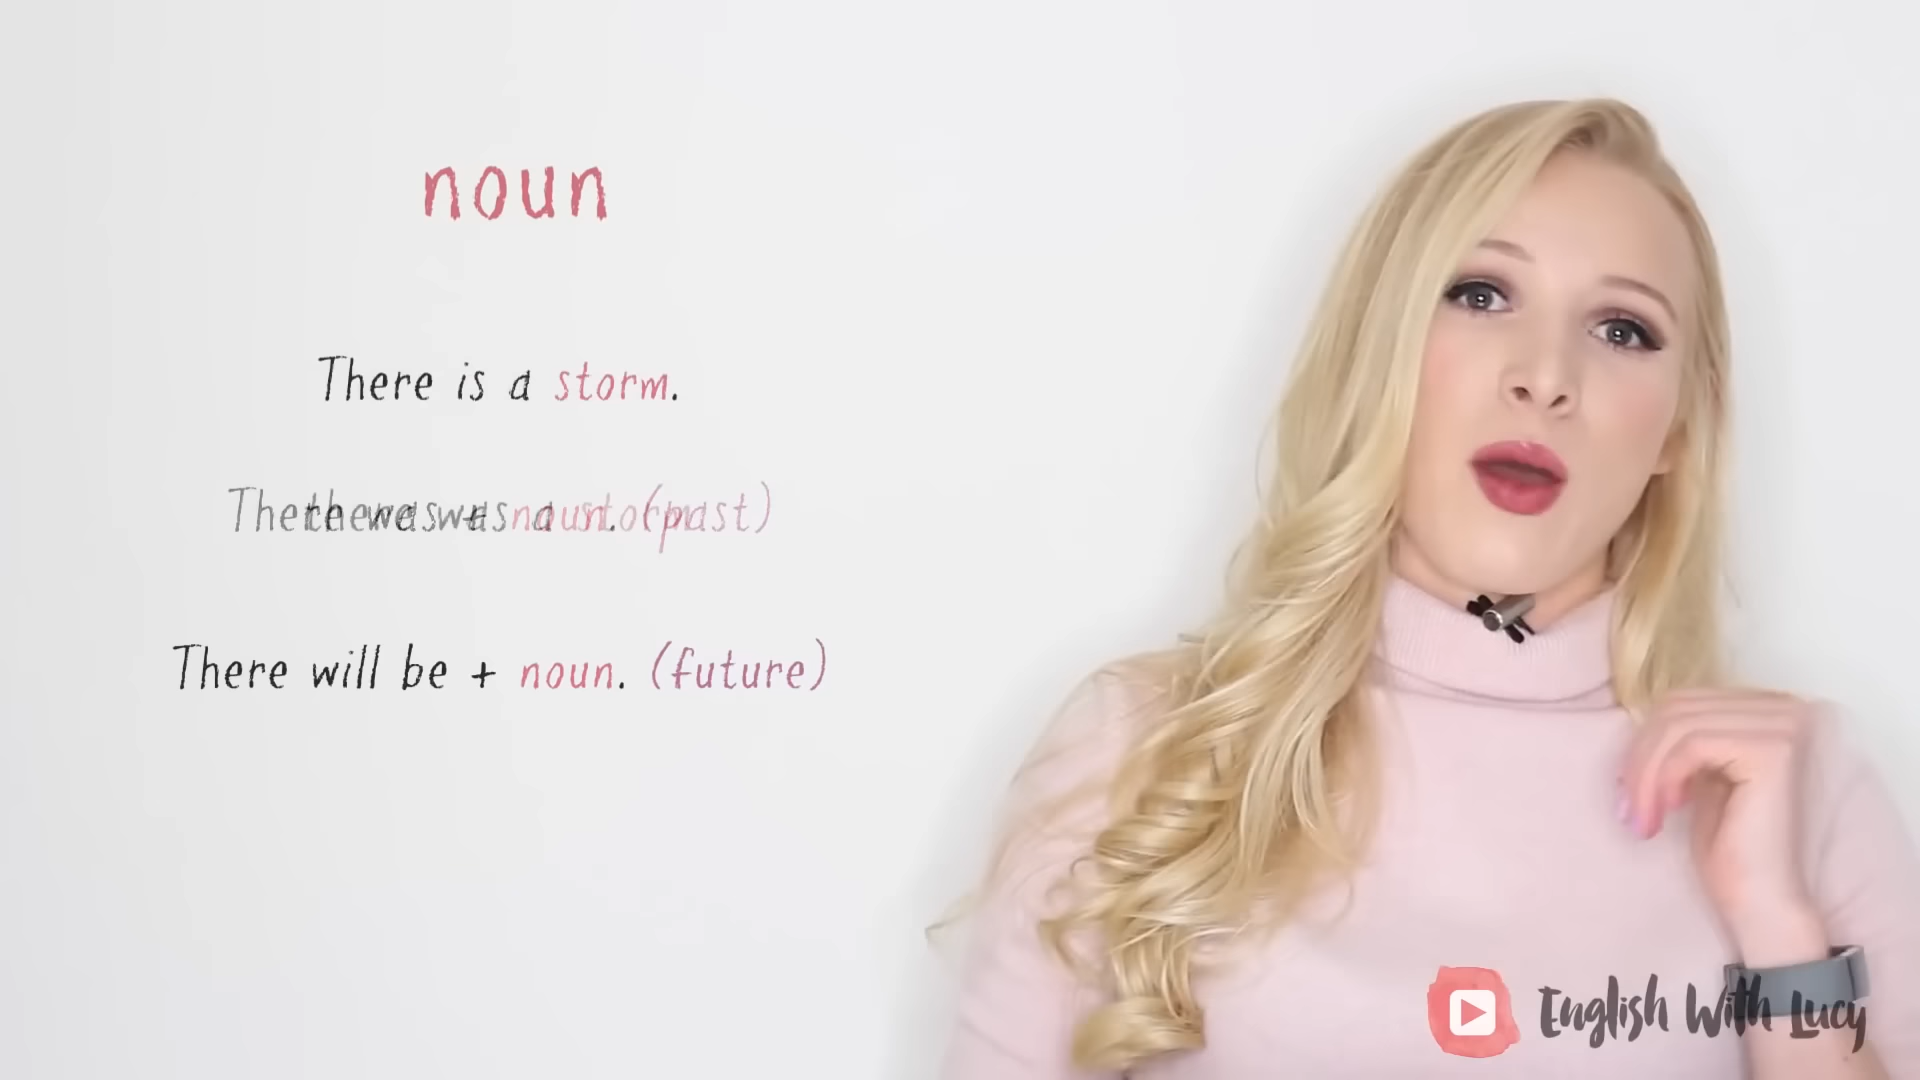 noun
There is a storm.
There will be + noun. (future)
English With Lucy